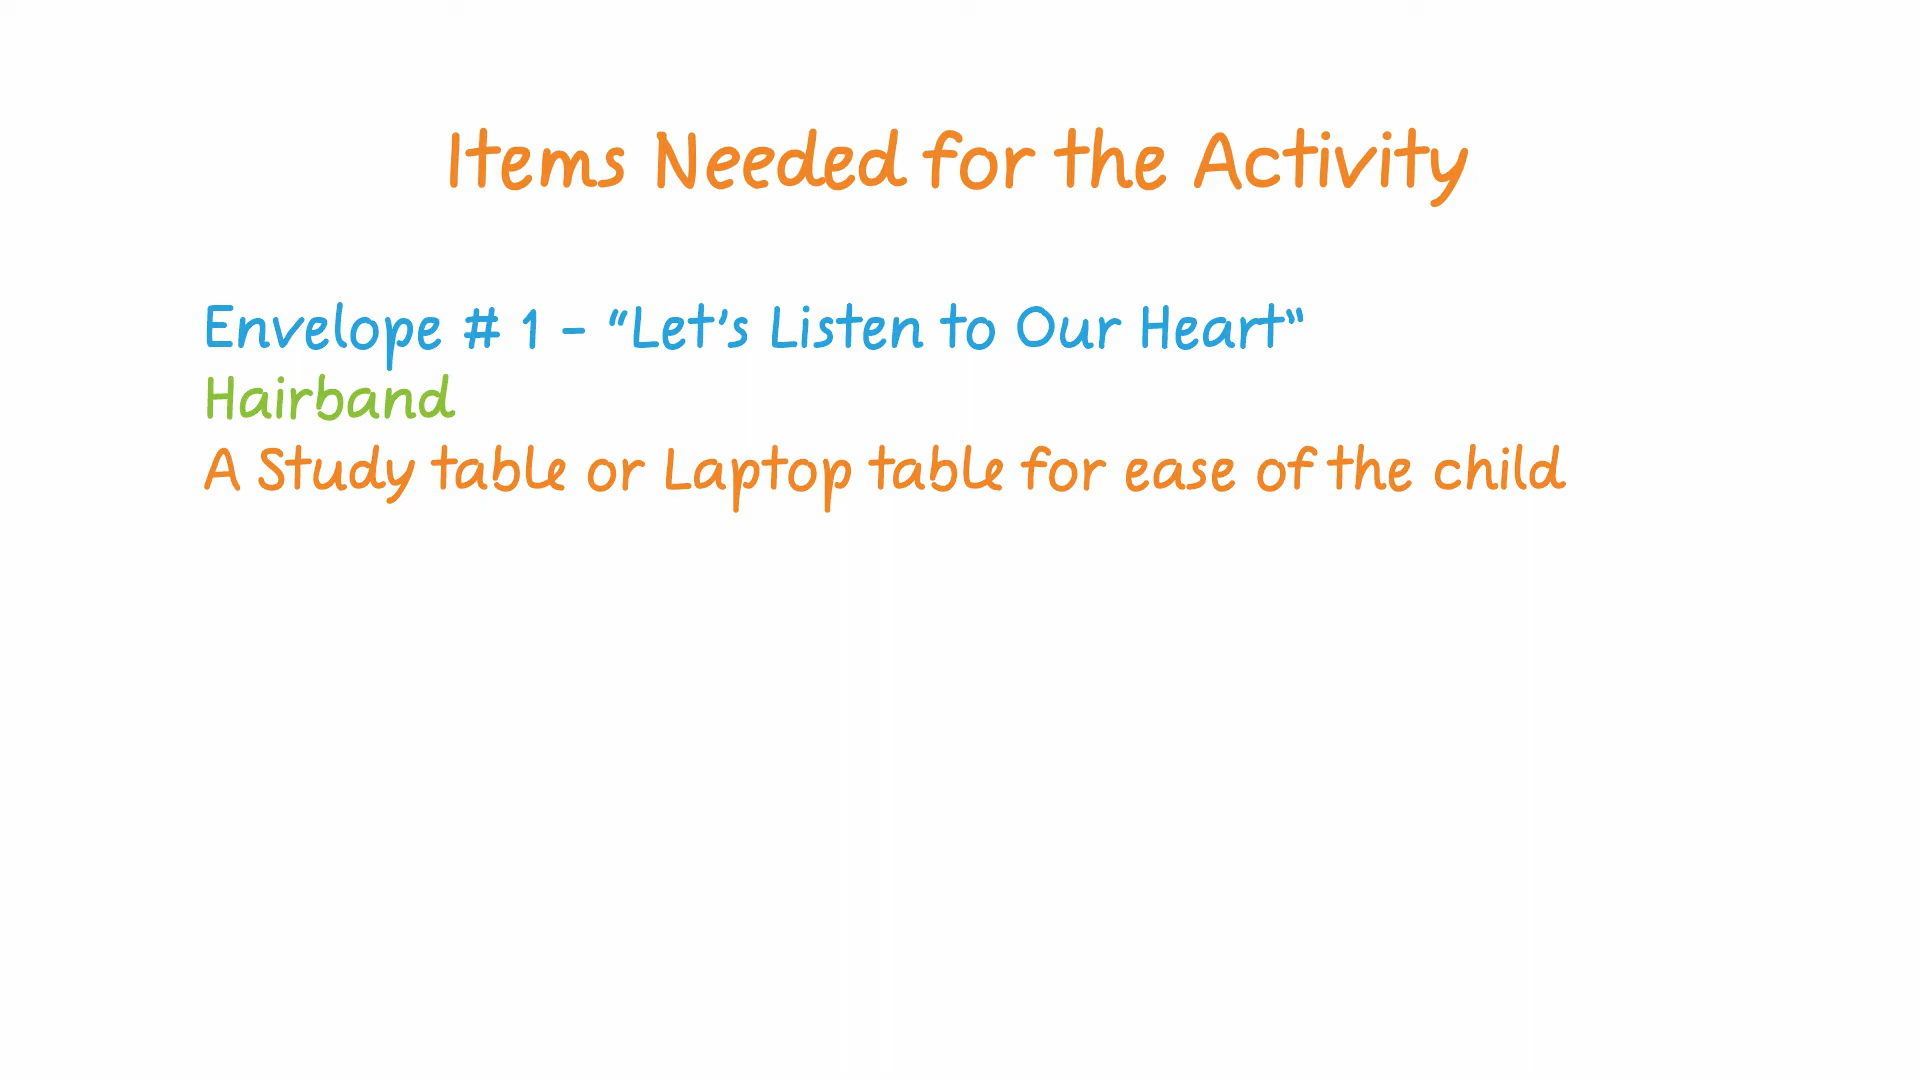 Items Needed for the Activity
Envelope # 1 - “Let’s Listen to Our Heart“
Hairband
A Study table or Laptop table for ease of the child